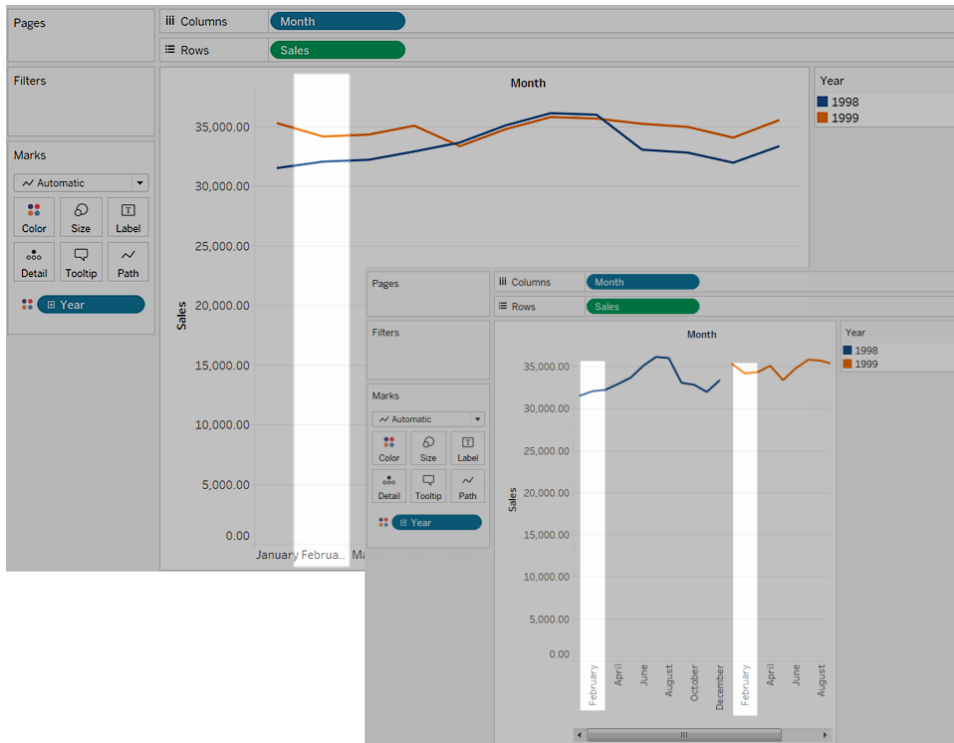 Pages
Columns Month
Rows Sales
Filters
Marks
Automatic
Color Size Label
Detail Tooltip Path
Year
Month
Year
1998
1999
35,000.00
30,000.00
25,000.00
20,000.00
15,000.00
10,000.00
5,000.00
0.00
Sales
January Februa.. Ma
Pages
Columns Month
Rows Sales
Filters
Marks
Automatic
Color Size Label
Detail Tooltip Path
Year
Month
Year
1998
1999
35,000.00
30,000.00
25,000.00
20,000.00
15,000.00
10,000.00
5,000.00
0.00
Sales
February April June August October December February April June August